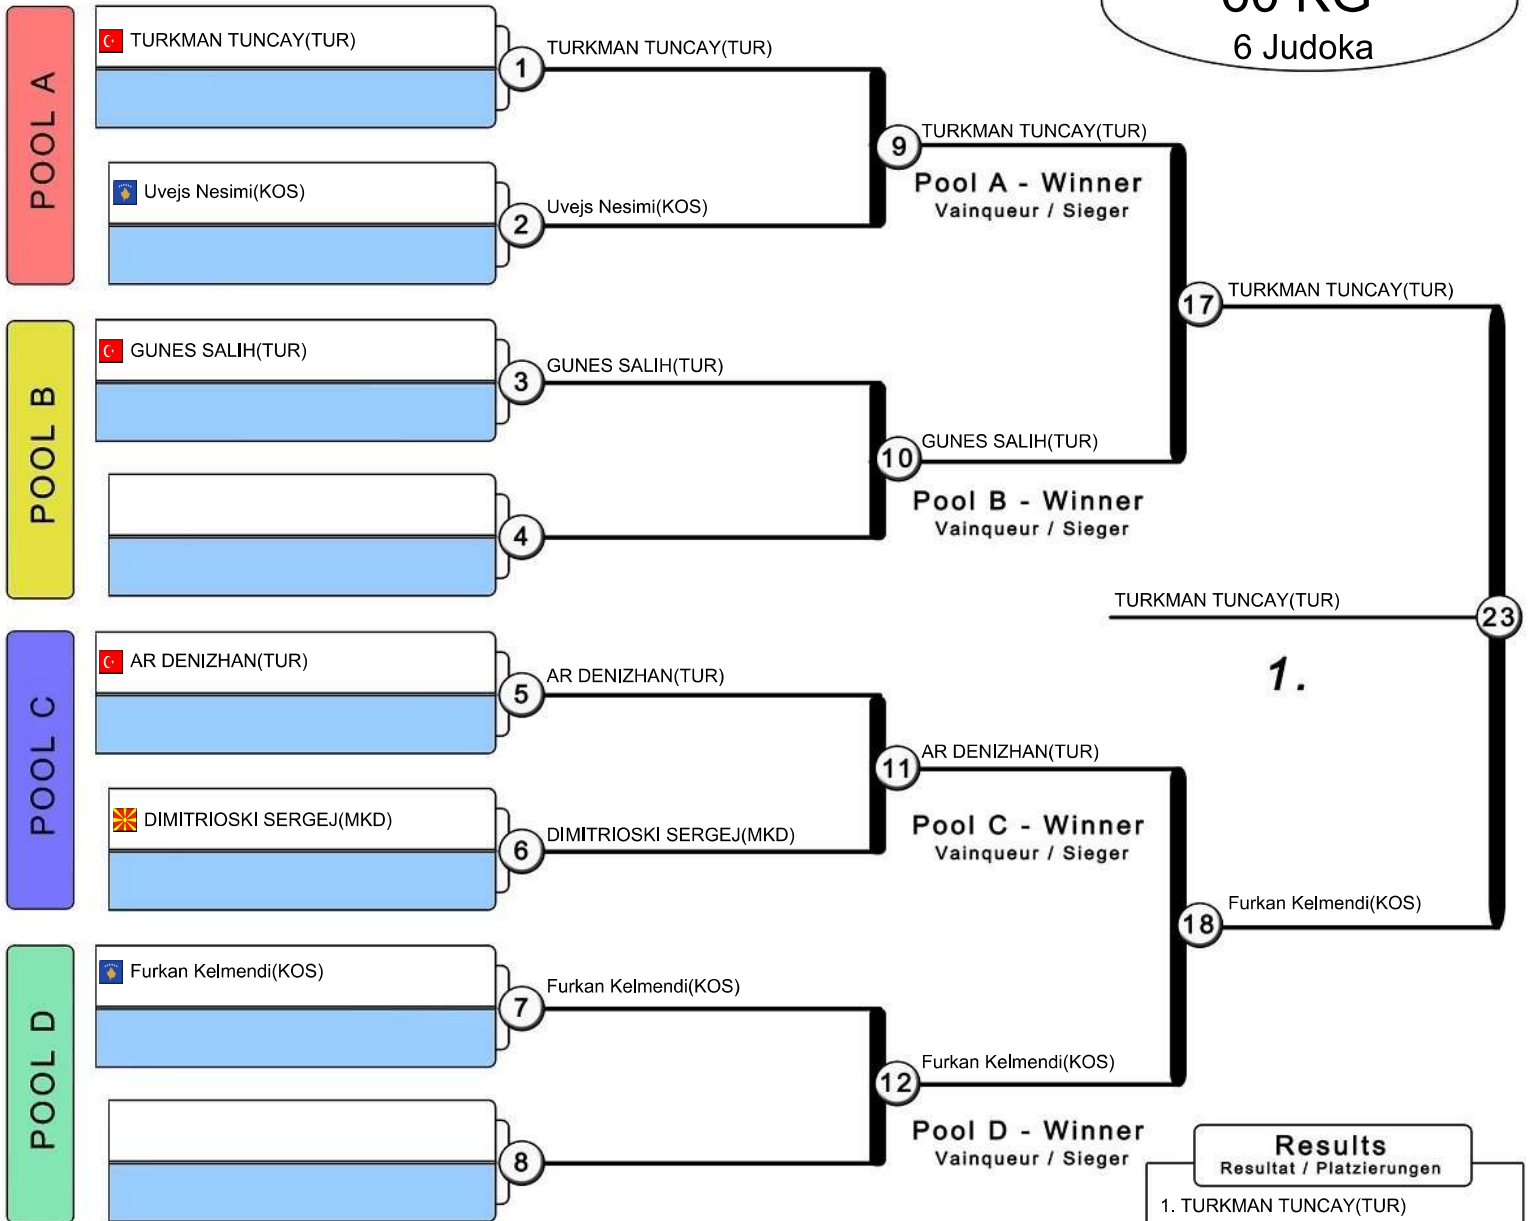 60 KG
6 Judoka
POOL A
TURKMAN TUNCAY(TUR)
1
TURKMAN TUNCAY(TUR)
Uvejs Nesimi(KOS)
2
Uvejs Nesimi(KOS)
9
TURKMAN TUNCAY(TUR)
Pool A - Winner
Vainqueur / Sieger
POOL B
GUNES SALIH(TUR)
3
GUNES SALIH(TUR)
4
10
GUNES SALIH(TUR)
Pool B - Winner
Vainqueur / Sieger
17
TURKMAN TUNCAY(TUR)
TURKMAN TUNCAY(TUR)
23
1.
POOL C
AR DENIZHAN(TUR)
5
AR DENIZHAN(TUR)
DIMITRIOSKI SERGEJ(MKD)
6
DIMITRIOSKI SERGEJ(MKD)
11
AR DENIZHAN(TUR)
Pool C - Winner
Vainqueur / Sieger
18
Furkan Kelmendi(KOS)
POOL D
Furkan Kelmendi(KOS)
7
Furkan Kelmendi(KOS)
8
12
Furkan Kelmendi(KOS)
Pool D - Winner
Vainqueur / Sieger
Results
Resultat / Platzierungen
1. TURKMAN TUNCAY(TUR)